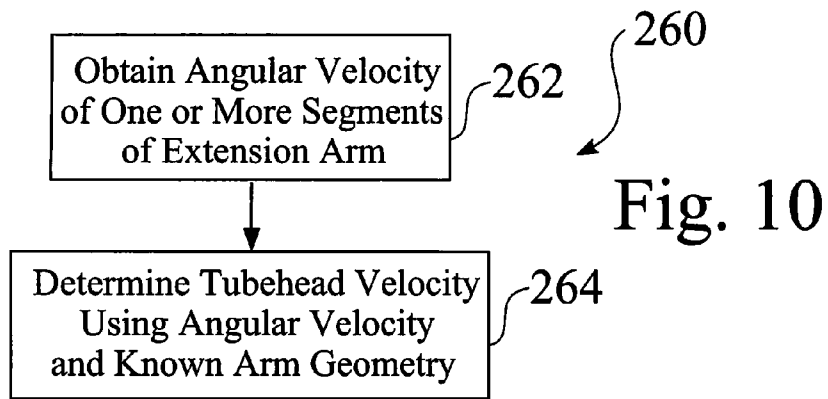 260
Obtain Angular Velocity
of One or More Segments
of Extension Arm
262
Fig. 10
Determine Tubehead Velocity
Using Angular Velocity
and Known Arm Geometry
264